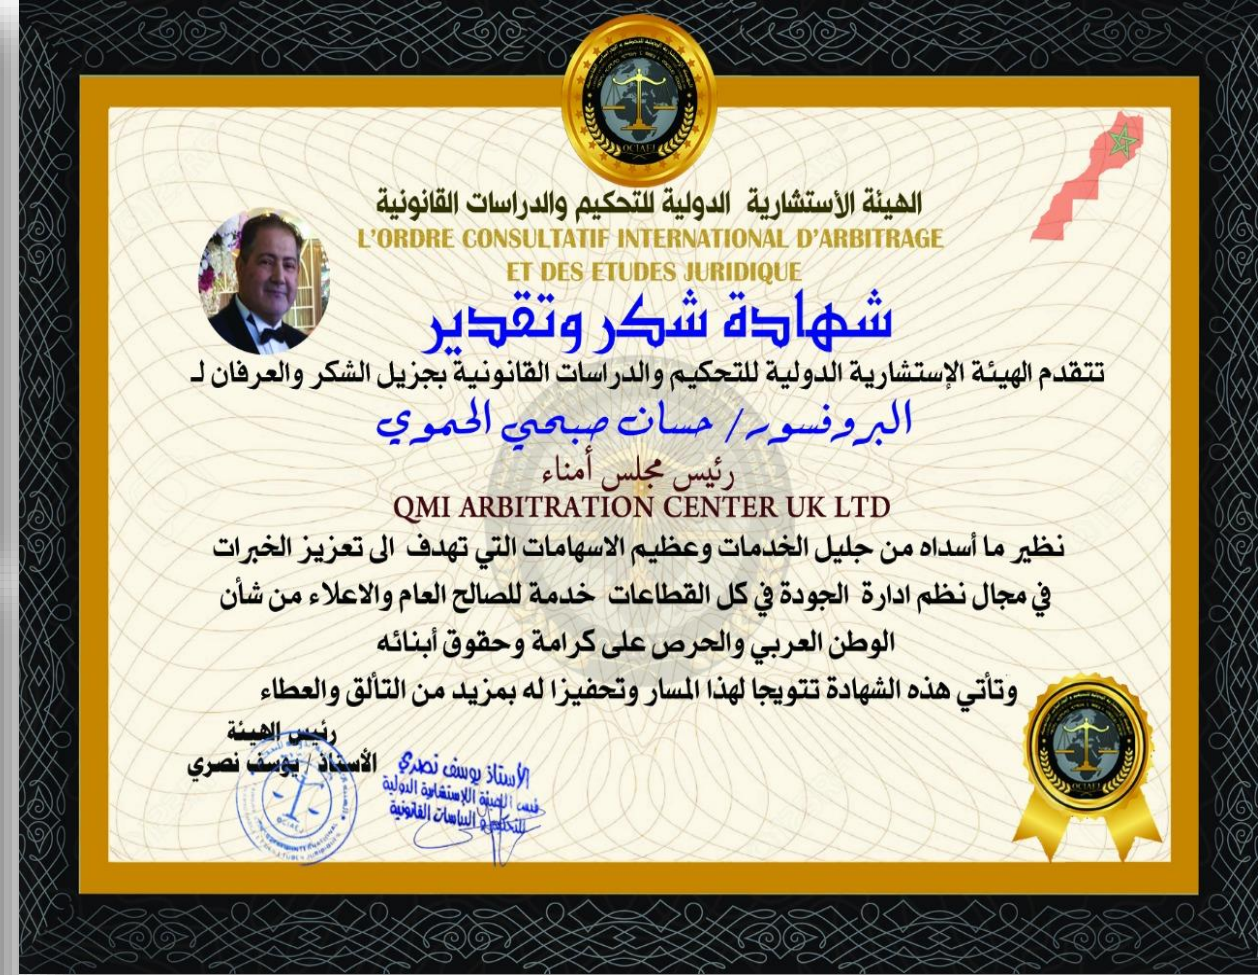 الهيئة الأستشارية الدولية للتحكيم والدراسات القانونية
L'ORDRE CONSULTATIF INTERNATIONAL D'ARBITRAGE
ET DES ETUDES JURIDIQUE
شهادة شكر وتقدير
تتقدم الهيئة الإستشارية الدولية للتحكيم والدراسات القانونية بجزيل الشكر والعرفان لـ
البروفسور/ حسان صبحي الحموي
رئيس مجلس أمناء
QMI ARBITRATION CENTER UK LTD
نظير ما أسداه من جليل الخدمات وعظيم الاسهامات التي تهدف الى تعزيز الخبرات
في مجال نظم ادارة الجودة في كل القطاعات خدمة للصالح العام والاعلاء من شأن
الوطن العربي والحرص على كرامة وحقوق أبنائه
وتأتي هذه الشهادة تتويجا لهذا المسار وتحفيزا له بمزيد من التألق والعطاء
رئيس الهيئة
الأستاذ / يوسف نصري
الأستاذ يوسف نصري
الهيئة الإستشارية الدولية
للتحكيم والدراسات القانونية
OCIAEJ